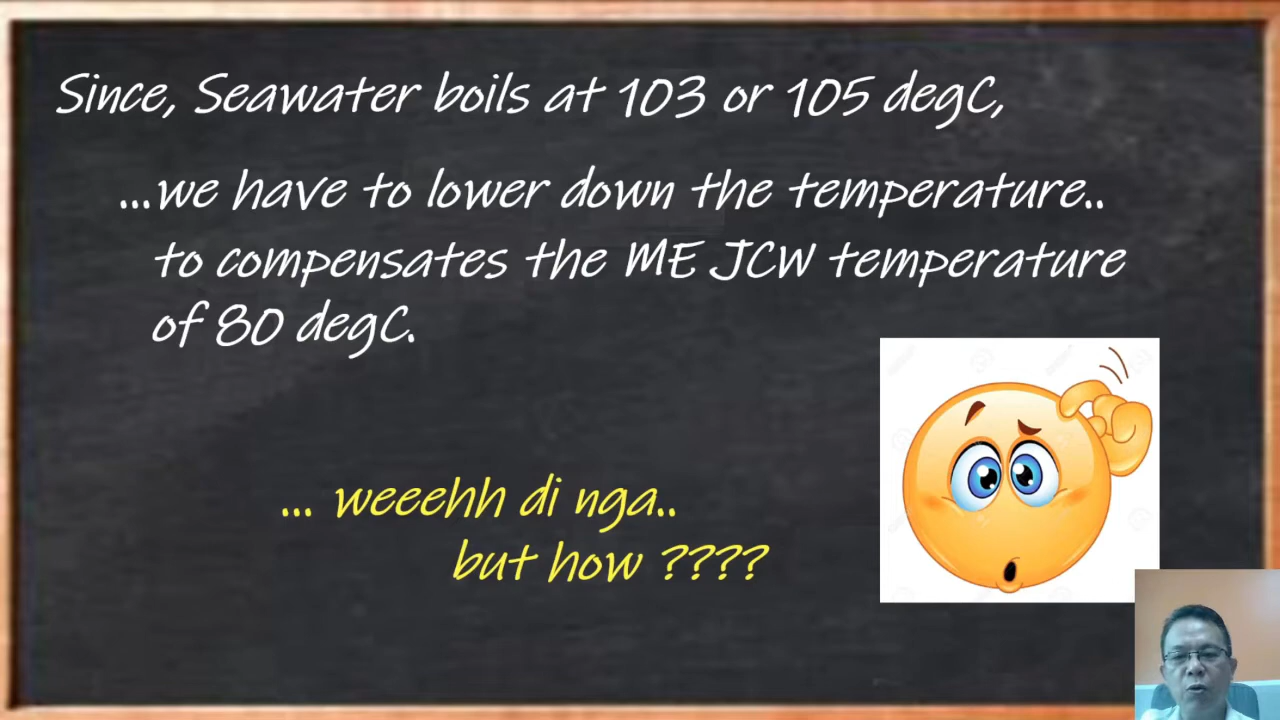 Since, Seawater boils at 103 or 105 degC,
...we have to lower down the temperature..
to compensates the ME JCW temperature
of 80 degC.
... weeehh di nga..
but how ????